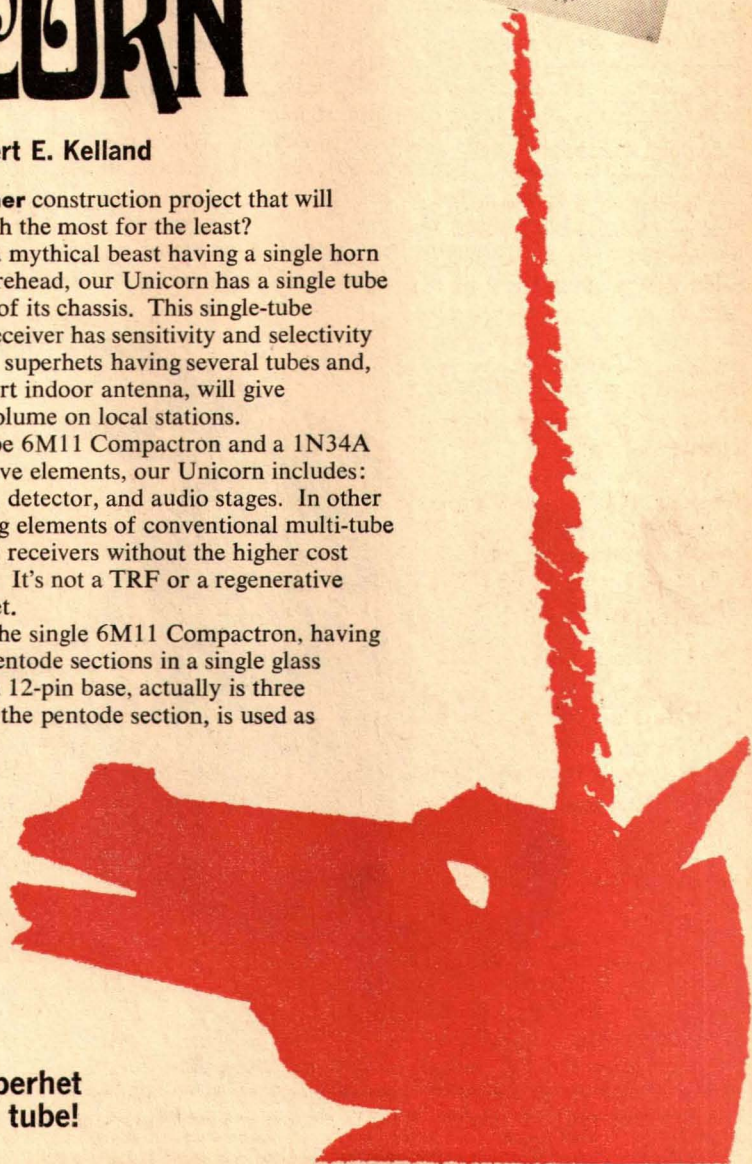 CORN
rt E. Kelland
er construction project that will
h the most for the least?
mythical beast having a single horn
rehead, our Unicorn has a single tube
of its chassis. This single-tube
eceiver has sensitivity and selectivity
superhets having several tubes and,
rt indoor antenna, will give
olume on local stations.
be 6M11 Compactron and a 1N34A
ve elements, our Unicorn includes:
detector, and audio stages. In other
g elements of conventional multi-tube
receivers without the higher cost
It's not a TRF or a regenerative
et.
he single 6M11 Compactron, having
entode sections in a single glass
12-pin base, actually is three
the pentode section, is used as
perhet
tube!